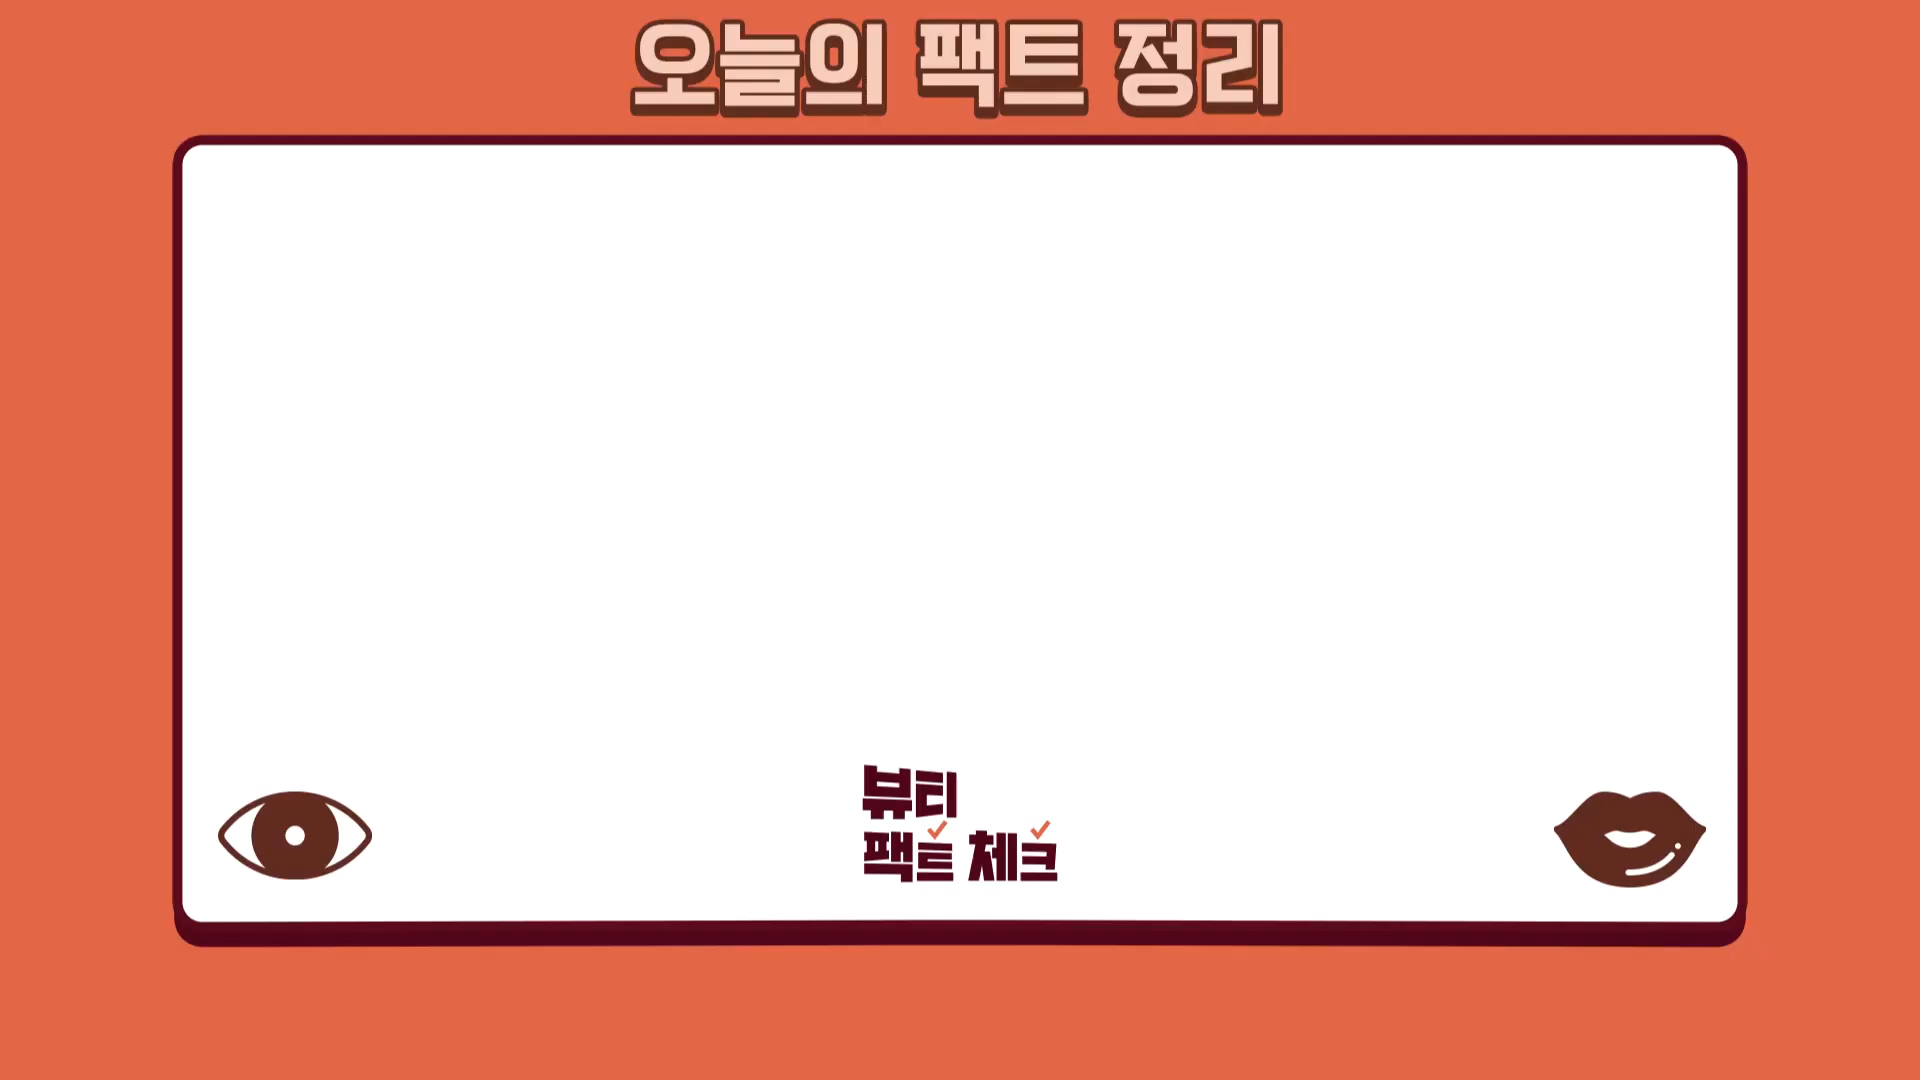 오늘의 팩트 정리
뷰티
팩트 체크